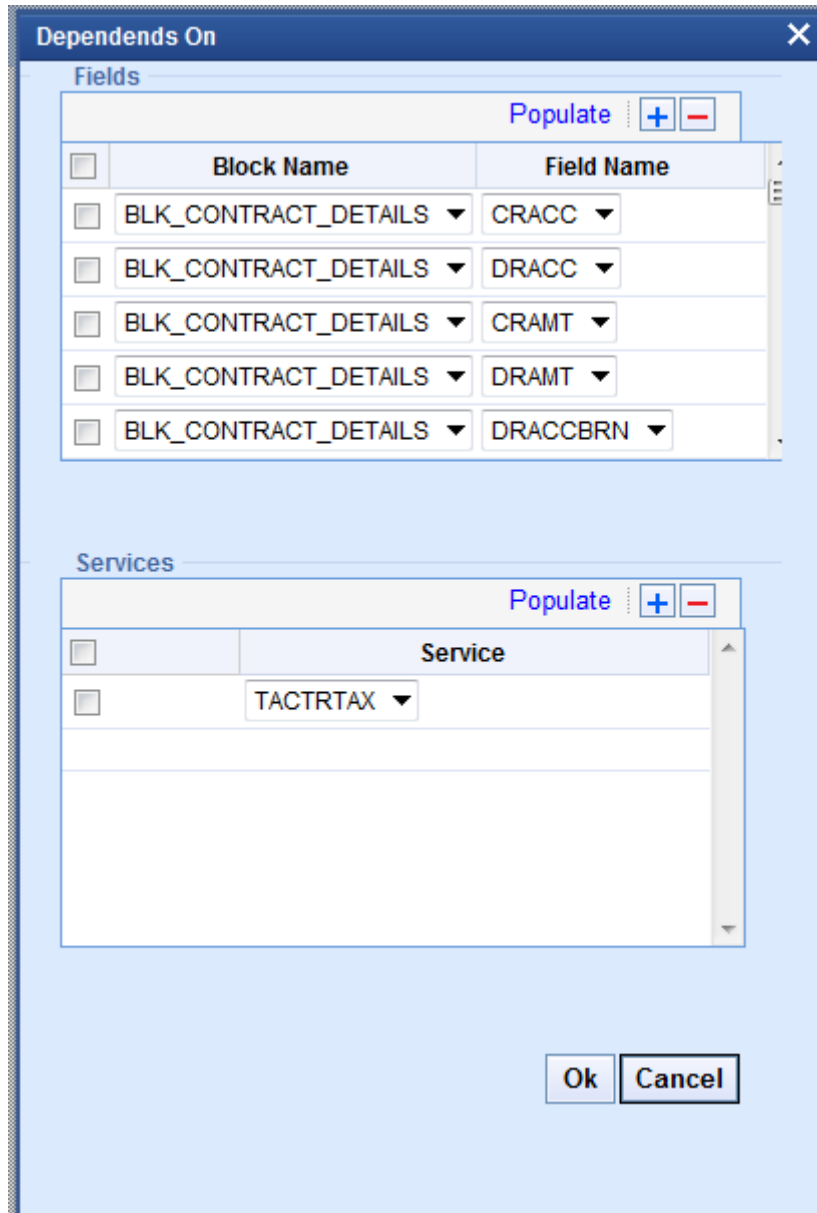 Dependends On
Fields
Populate
Block Name Field Name
BLK_CONTRACT_DETAILS CRACC
BLK_CONTRACT_DETAILS DRACC
BLK_CONTRACT_DETAILS CRAMT
BLK_CONTRACT_DETAILS DRAMT
BLK_CONTRACT_DETAILS DRACCBRN
Services
Populate
Service
TACTRTAX
Ok Cancel